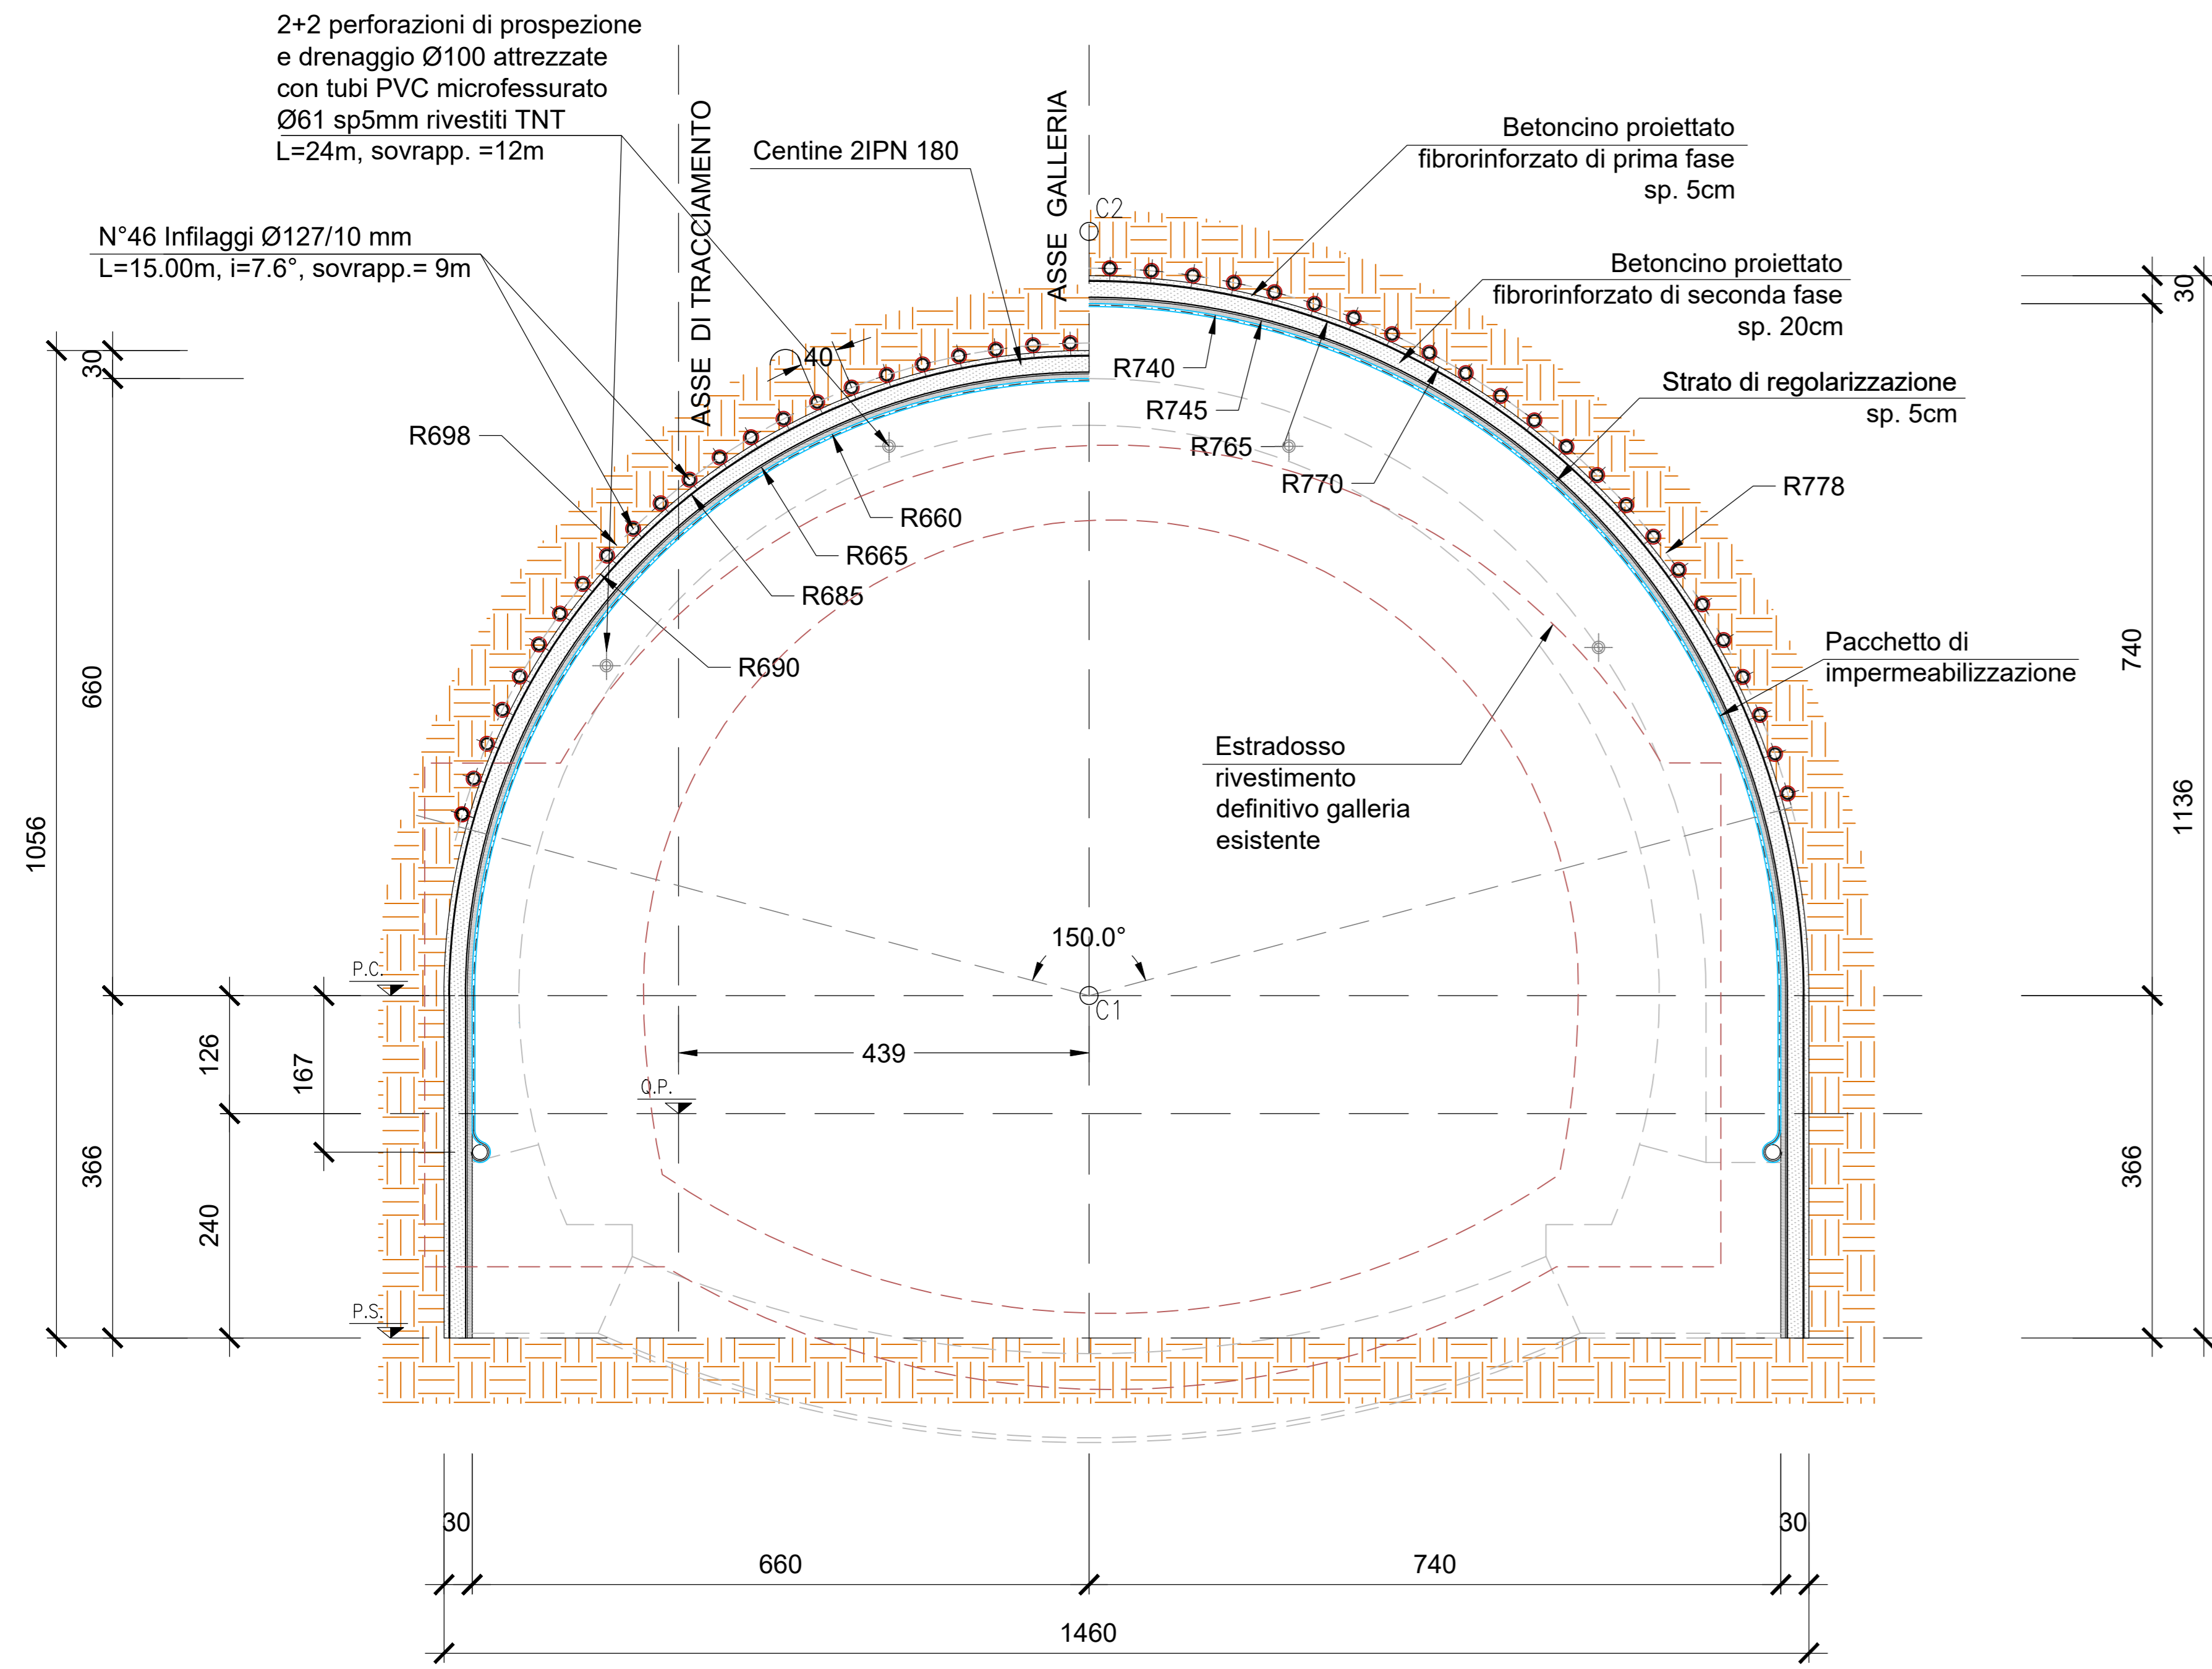 2+2 perforazioni di prospezione
e drenaggio Ø100 attrezzate
con tubi PVC microfessurato
Ø61 sp5mm rivestiti TNT
L=24m, sovrapp. =12m
N°46 Infilaggi Ø127/10 mm
L=15.00m, i=7.6°, sovrapp.= 9m
ASSE DI TRACCIAMENTO
Centine 2IPN 180
ASSE GALLERIA
C2
Betoncino proiettato
fibrorinforzato di prima fase
sp. 5cm
Betoncino proiettato
fibrorinforzato di seconda fase
sp. 20cm
Strato di regolarizzazione
sp. 5cm
R778
Pacchetto di
impermeabilizzazione
40
R698
R660
R665
R685
R690
R740
R745
R765
R770
Estradosso
rivestimento
definitivo galleria
esistente
150.0°
C1
439
P.C.
Q.P.
P.S.
30
660
1056
366
126
167
240
30
740
1136
366
30
660
740
30
1460